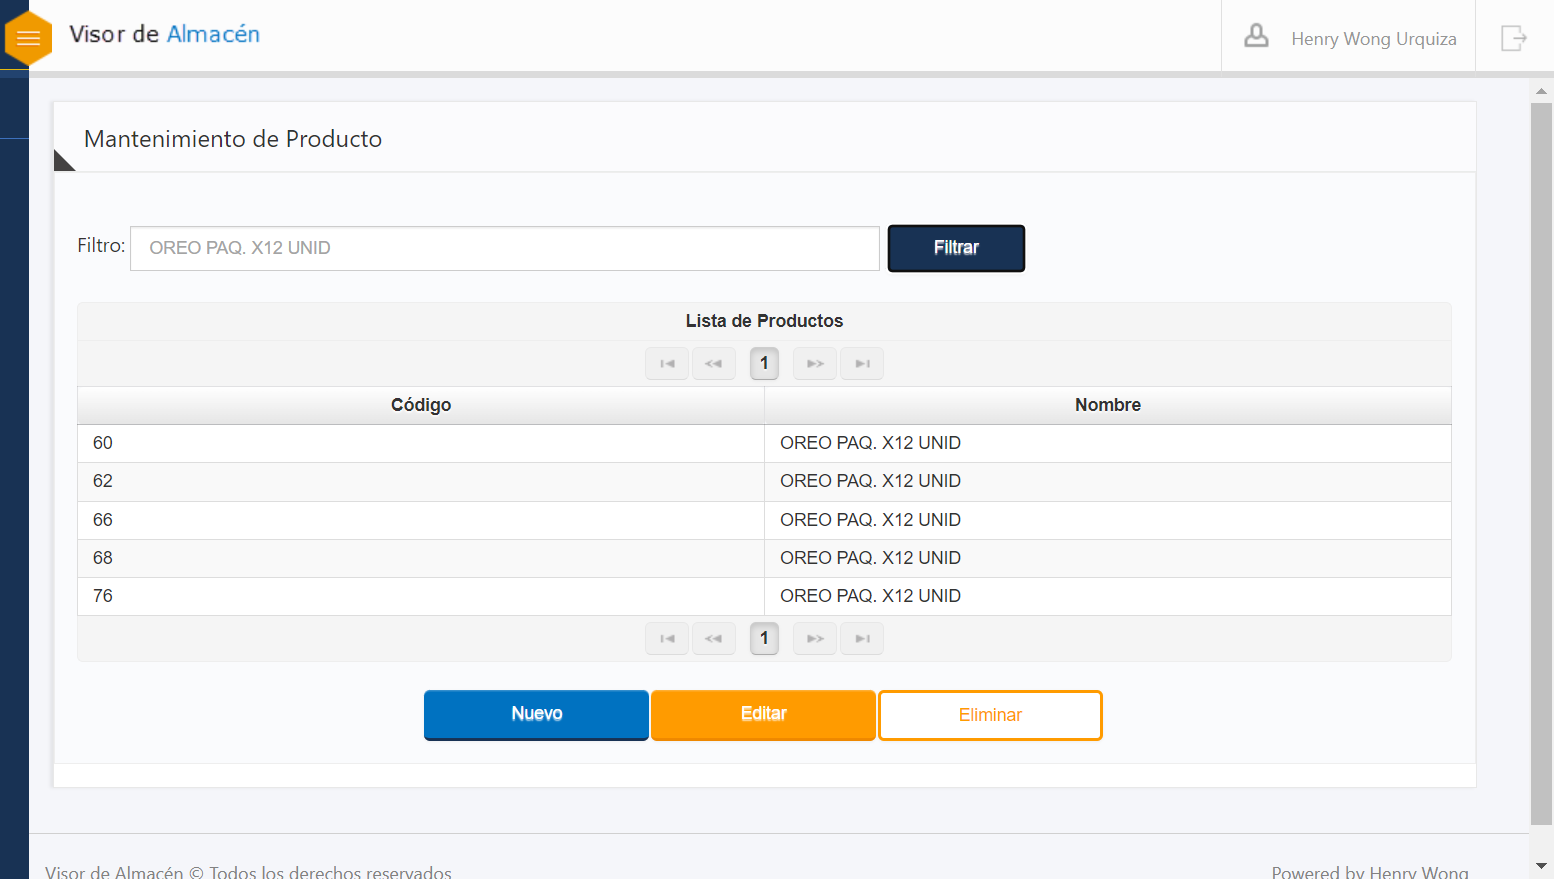 Visor de Almacén
Henry Wong Urquiza
Mantenimiento de Producto
Filtro: OREO PAQ. X12 UNID Filtrar
Lista de Productos
1
Código Nombre
60 OREO PAQ. X12 UNID
62 OREO PAQ. X12 UNID
66 OREO PAQ. X12 UNID
68 OREO PAQ. X12 UNID
76 OREO PAQ. X12 UNID
1
Nuevo Editar Eliminar
Visor de Almacén © Todos los derechos reservados Powered by Henry Wong